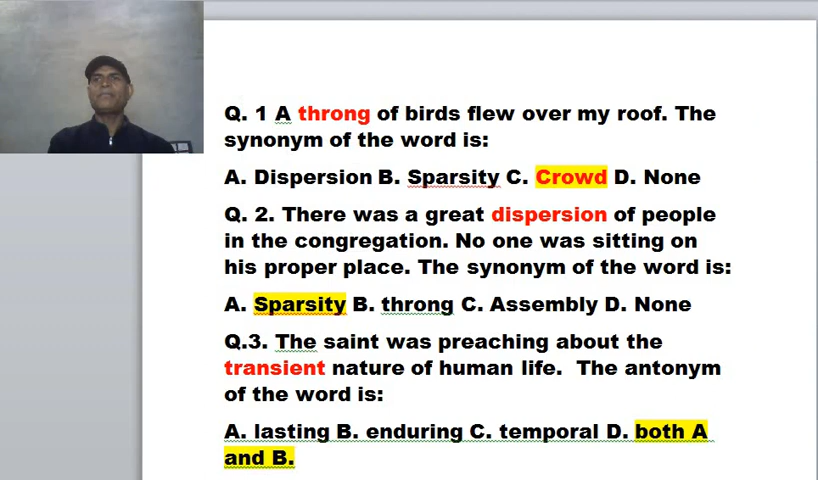 Q. 1 A throng of birds flew over my roof. The
synonym of the word is:
A. Dispersion B. Sparsity C. Crowd D. None
Q. 2. There was a great dispersion of people
in the congregation. No one was sitting on
his proper place. The synonym of the word is:
A. Sparsity B. throng C. Assembly D. None
Q.3. The saint was preaching about the
transient nature of human life.  The antonym
of the word is:
A. lasting B. enduring C. temporal D. both A
and B.